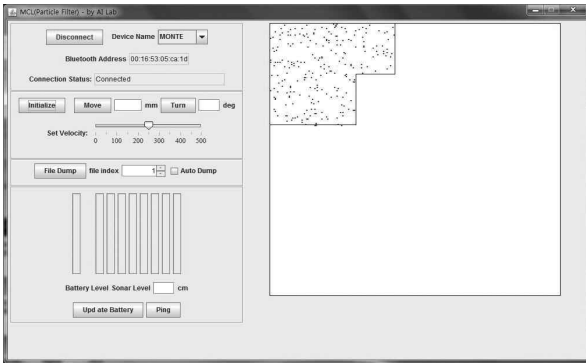 MCL(Particle Filter) - by AI Lab
Disconnect Device Name MONTE
Bluetooth Address 00:16:53:05:ca:1d
Connection Status: Connected
Initialize Move mm Turn deg
Set Velocity:
0 100 200 300 400 500
File Dump file index 1 Auto Dump
Battery Level Sonar Level cm
Upd ate Battery Ping